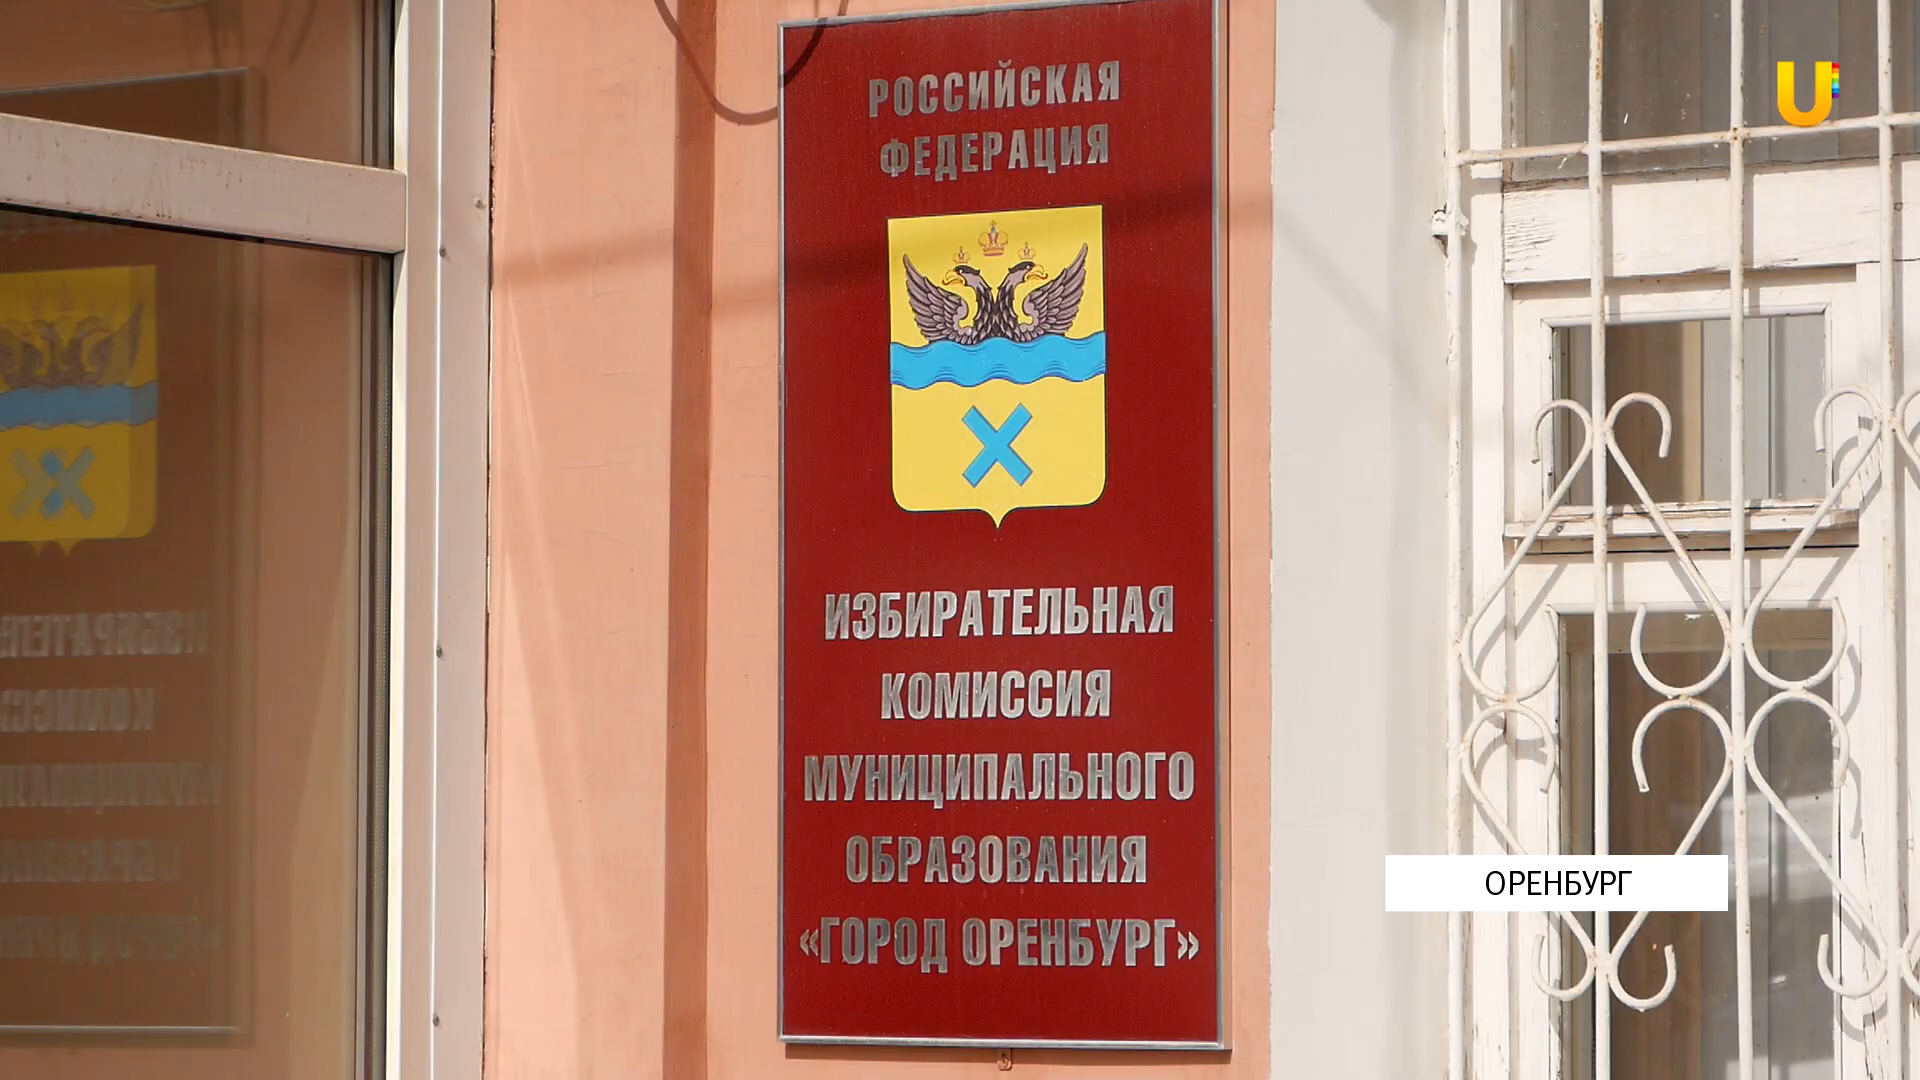 U
РОССИЙСКАЯ
ФЕДЕРАЦИЯ
ИЗБИРАТЕЛЬНАЯ
КОМИССИЯ
МУНИЦИПАЛЬНОГО
ОБРАЗОВАНИЯ
«ГОРОД ОРЕНБУРГ»
ОРЕНБУРГ